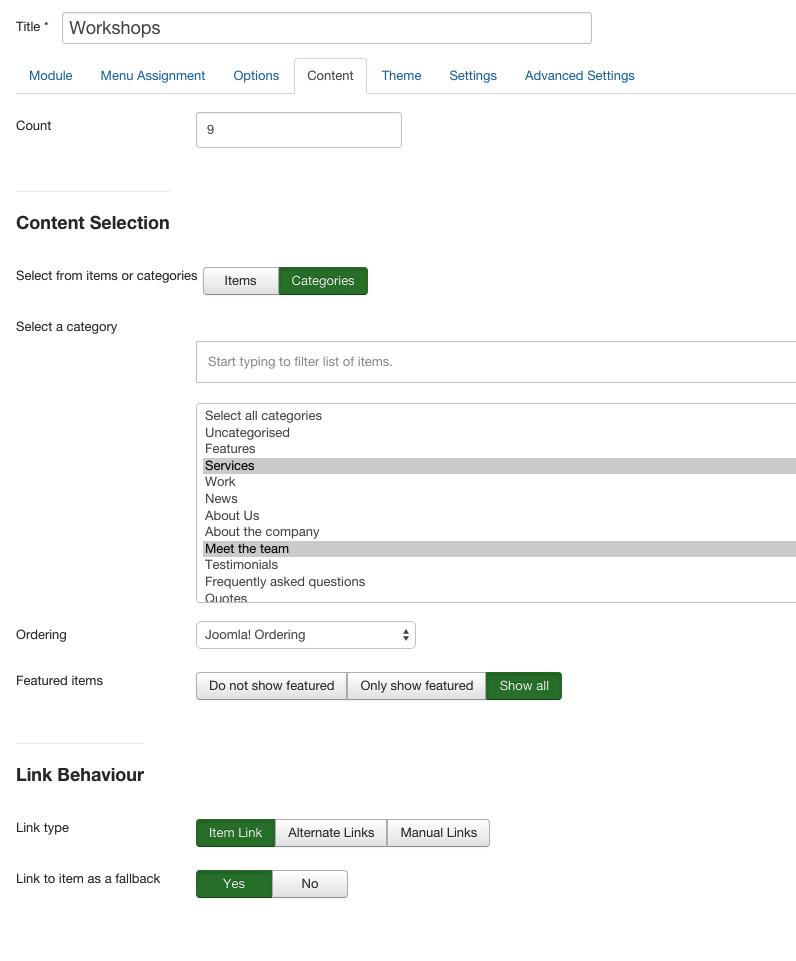 Title *
Workshops
Module Menu Assignment Options Content Theme Settings Advanced Settings
Count
9
Content Selection
Select from items or categories
Items Categories
Select a category
Start typing to filter list of items.
Select all categories
Uncategorised
Features
Services
Work
News
About Us
About the company
Meet the team
Testimonials
Frequently asked questions
Quotes
Ordering
Joomla! Ordering
Featured items
Do not show featured Only show featured Show all
Link Behaviour
Link type
Item Link Alternate Links Manual Links
Link to item as a fallback
Yes No